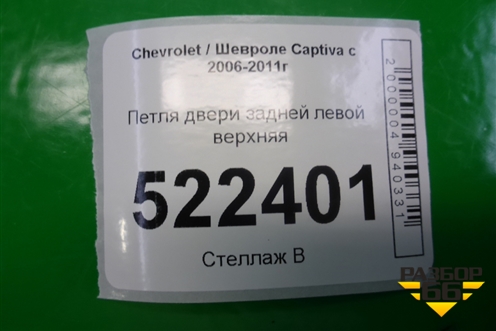 Chevrolet / Шевроле Captiva с
2006-2011г
Петля двери задней левой
верхняя
522401
Стеллаж В
2000004940331
РАЗБОР
66